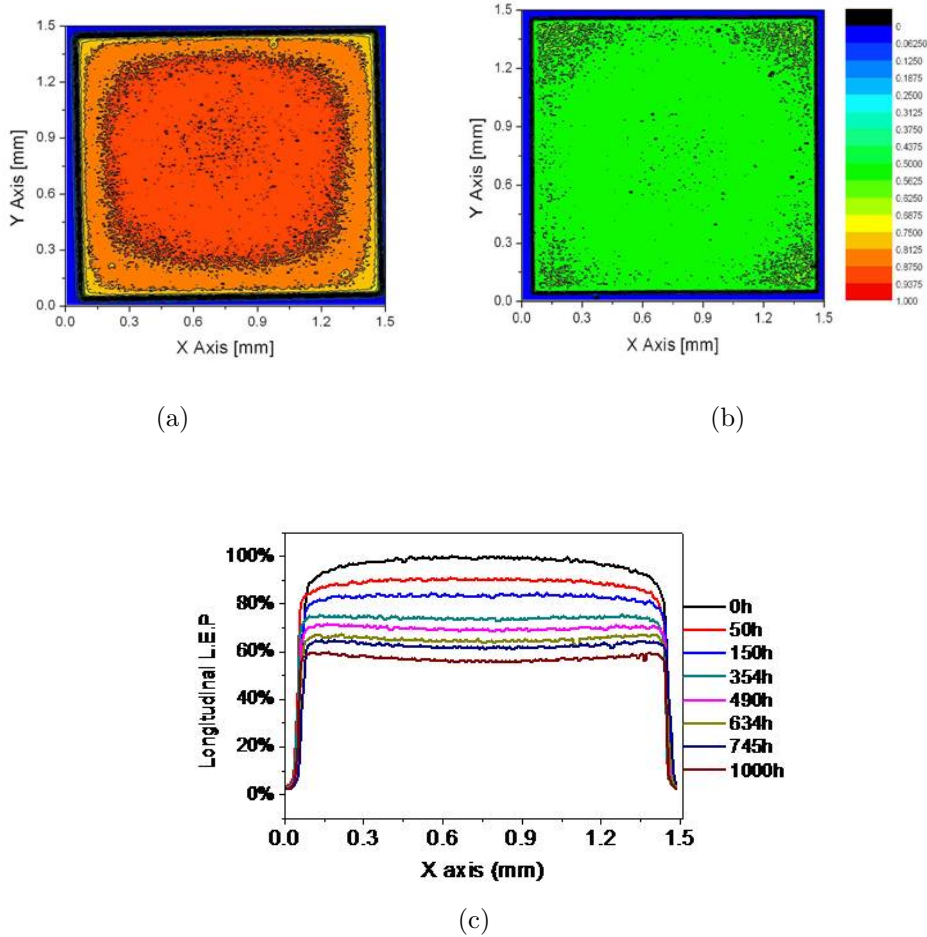 1.5
1.2
0.9
0.6
0.3
0.0
Y Axis [mm]
0.0 0.3 0.6 0.9 1.2 1.5
X Axis [mm]
(a)
1.5
1.2
0.9
0.6
0.3
0.0
Y Axis [mm]
0.0 0.3 0.6 0.9 1.2 1.5
X Axis [mm]
(b)
0
0.06250
0.1250
0.1875
0.2500
0.3125
0.3750
0.4375
0.5000
0.5625
0.6250
0.6875
0.7500
0.8125
0.8750
0.9375
1.000
100%
80%
60%
40%
20%
0%
Longitudinal L.E.P
0.0 0.3 0.6 0.9 1.2 1.5
X axis (mm)
0h
50h
150h
354h
490h
634h
745h
1000h
(c)